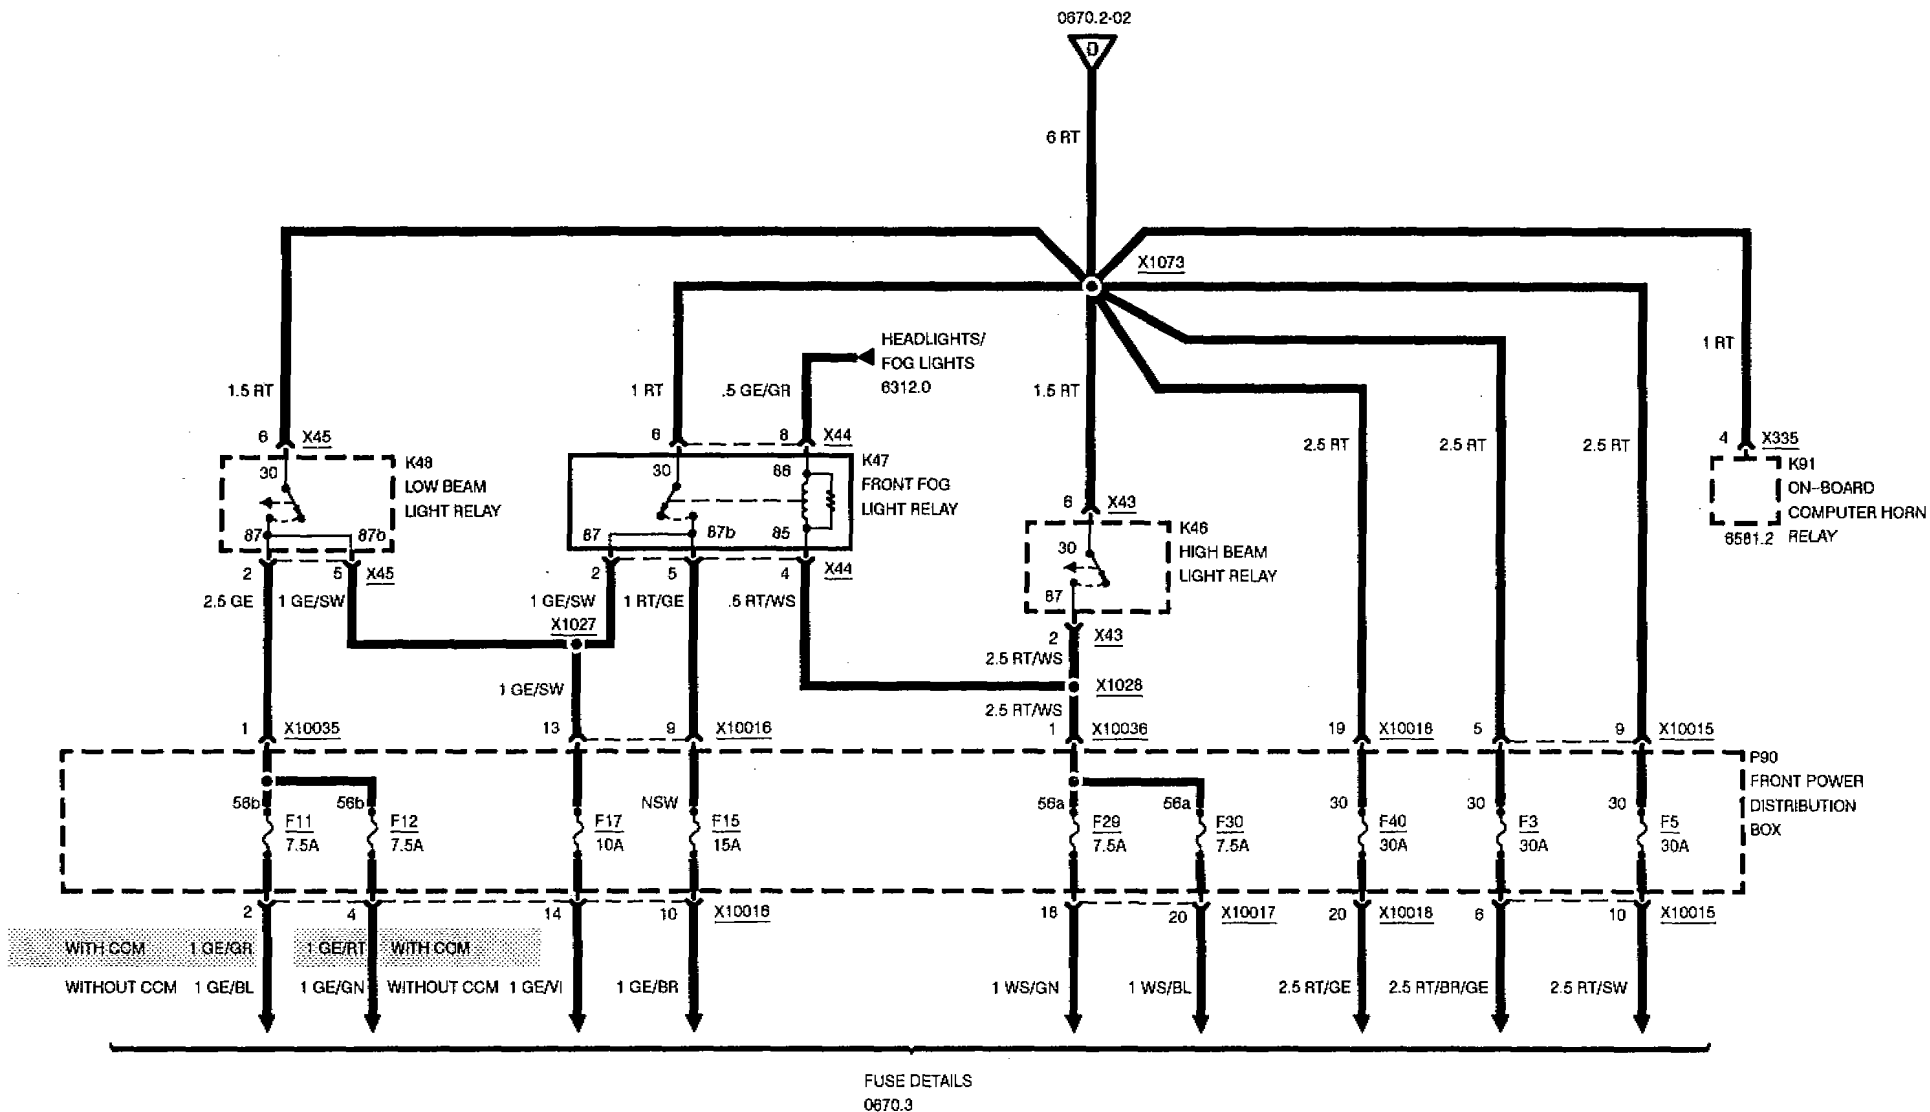 0670.2-02
D
6 RT
X1073
HEADLIGHTS/
FOG LIGHTS
6312.0
1.5 RT
1 RT
.5 GE/GR
1.5 RT
1 RT
2.5 RT
2.5 RT
2.5 RT
6 X45
6
8 X44
4 X335
K48
LOW BEAM
LIGHT RELAY
30
87
87b
K47
FRONT FOG
LIGHT RELAY
30
86
87
87b
85
6 X43
K46
HIGH BEAM
LIGHT RELAY
30
87
K91
ON-BOARD
COMPUTER HORN
RELAY
6581.2
2
5 X45
2
5
4 X44
2.5 GE
1 GE/SW
1 GE/SW
1 RT/GE
.5 RT/WS
X1027
2 X43
2.5 RT/WS
1 GE/SW
X1028
2.5 RT/WS
1 X10035
13
9 X10016
1 X10036
19 X10018
5
9 X10015
P90
FRONT POWER
DISTRIBUTION
BOX
56b
56b
NSW
56a
56a
30
30
30
F11
7.5A
F12
7.5A
F17
10A
F15
15A
F29
7.5A
F30
7.5A
F40
30A
F3
30A
F5
30A
2
4
14
10 X10016
18
20 X10017
20 X10018
6
10 X10015
WITH CCM 1 GE/GR
1 GE/RT WITH CCM
WITHOUT CCM 1 GE/BL
1 GE/GN WITHOUT CCM
1 GE/VI
1 GE/BR
1 WS/GN
1 WS/BL
2.5 RT/GE
2.5 RT/BR/GE
2.5 RT/SW
FUSE DETAILS
0670.3